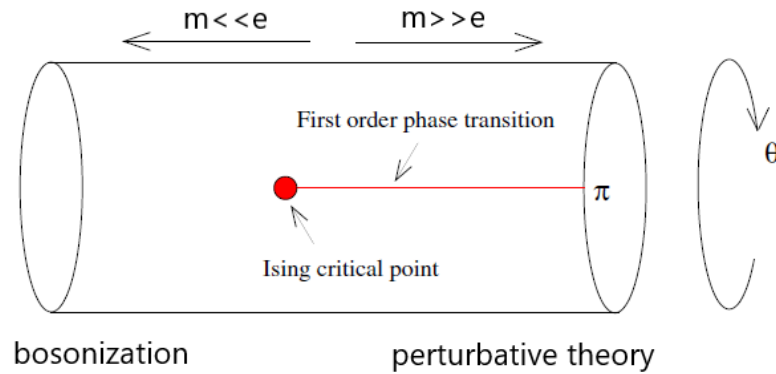 m<<e
m>>e
First order phase transition
θ
π
Ising critical point
bosonization
perturbative theory